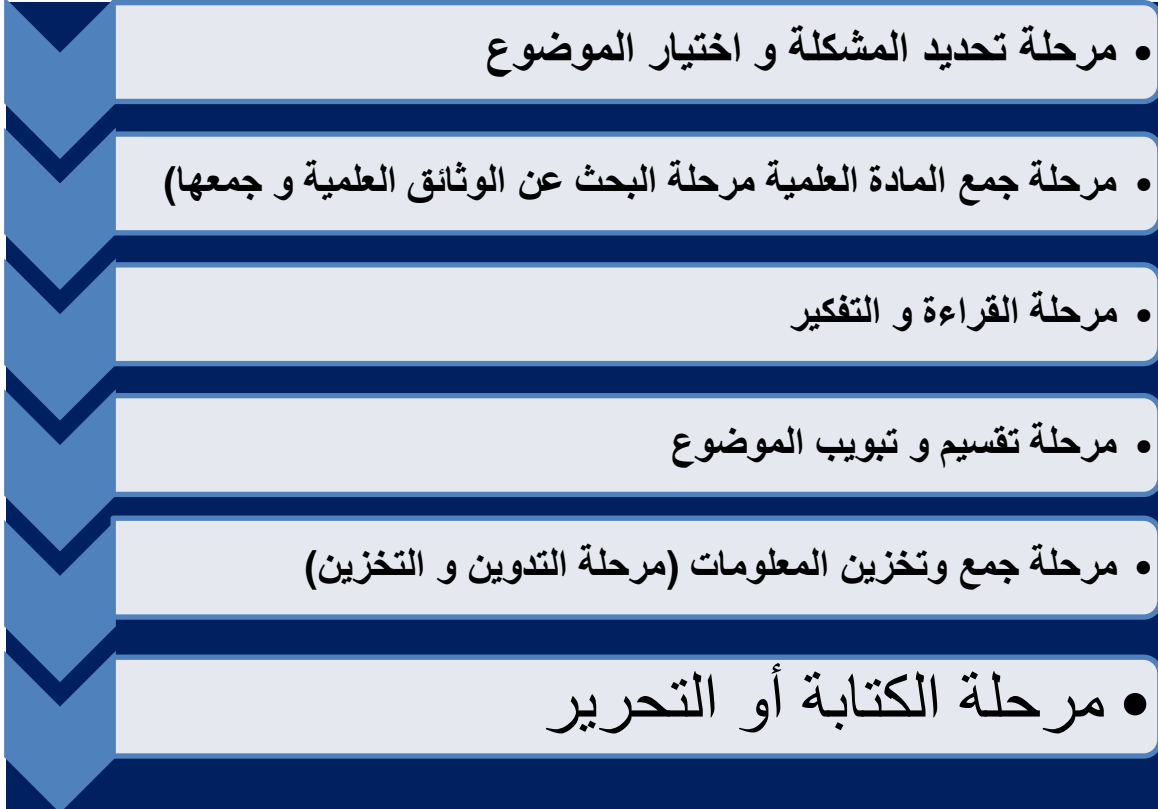 • مرحلة تحديد المشكلة و اختيار الموضوع
• مرحلة جمع المادة العلمية مرحلة البحث عن الوثائق العلمية و جمعها)
• مرحلة القراءة و التفكير
• مرحلة تقسيم و تبويب الموضوع
• مرحلة جمع وتخزين المعلومات (مرحلة التدوين و التخزين)
• مرحلة الكتابة أو التحرير